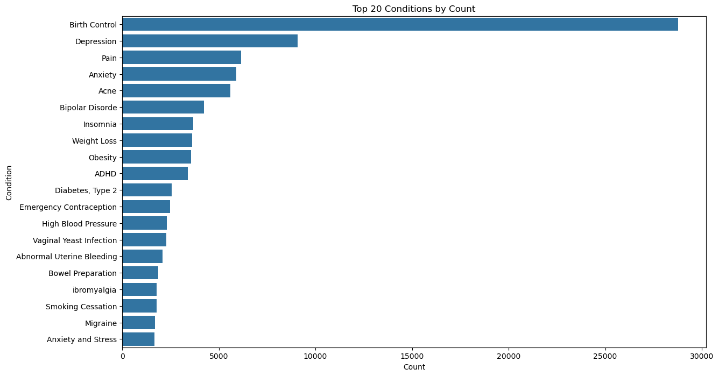 Top 20 Conditions by Count
Condition
Birth Control
Depression
Pain
Anxiety
Acne
Bipolar Disorde
Insomnia
Weight Loss
Obesity
ADHD
Diabetes, Type 2
Emergency Contraception
High Blood Pressure
Vaginal Yeast Infection
Abnormal Uterine Bleeding
Bowel Preparation
ibromyalgia
Smoking Cessation
Migraine
Anxiety and Stress
0 5000 10000 15000 20000 25000 30000
Count